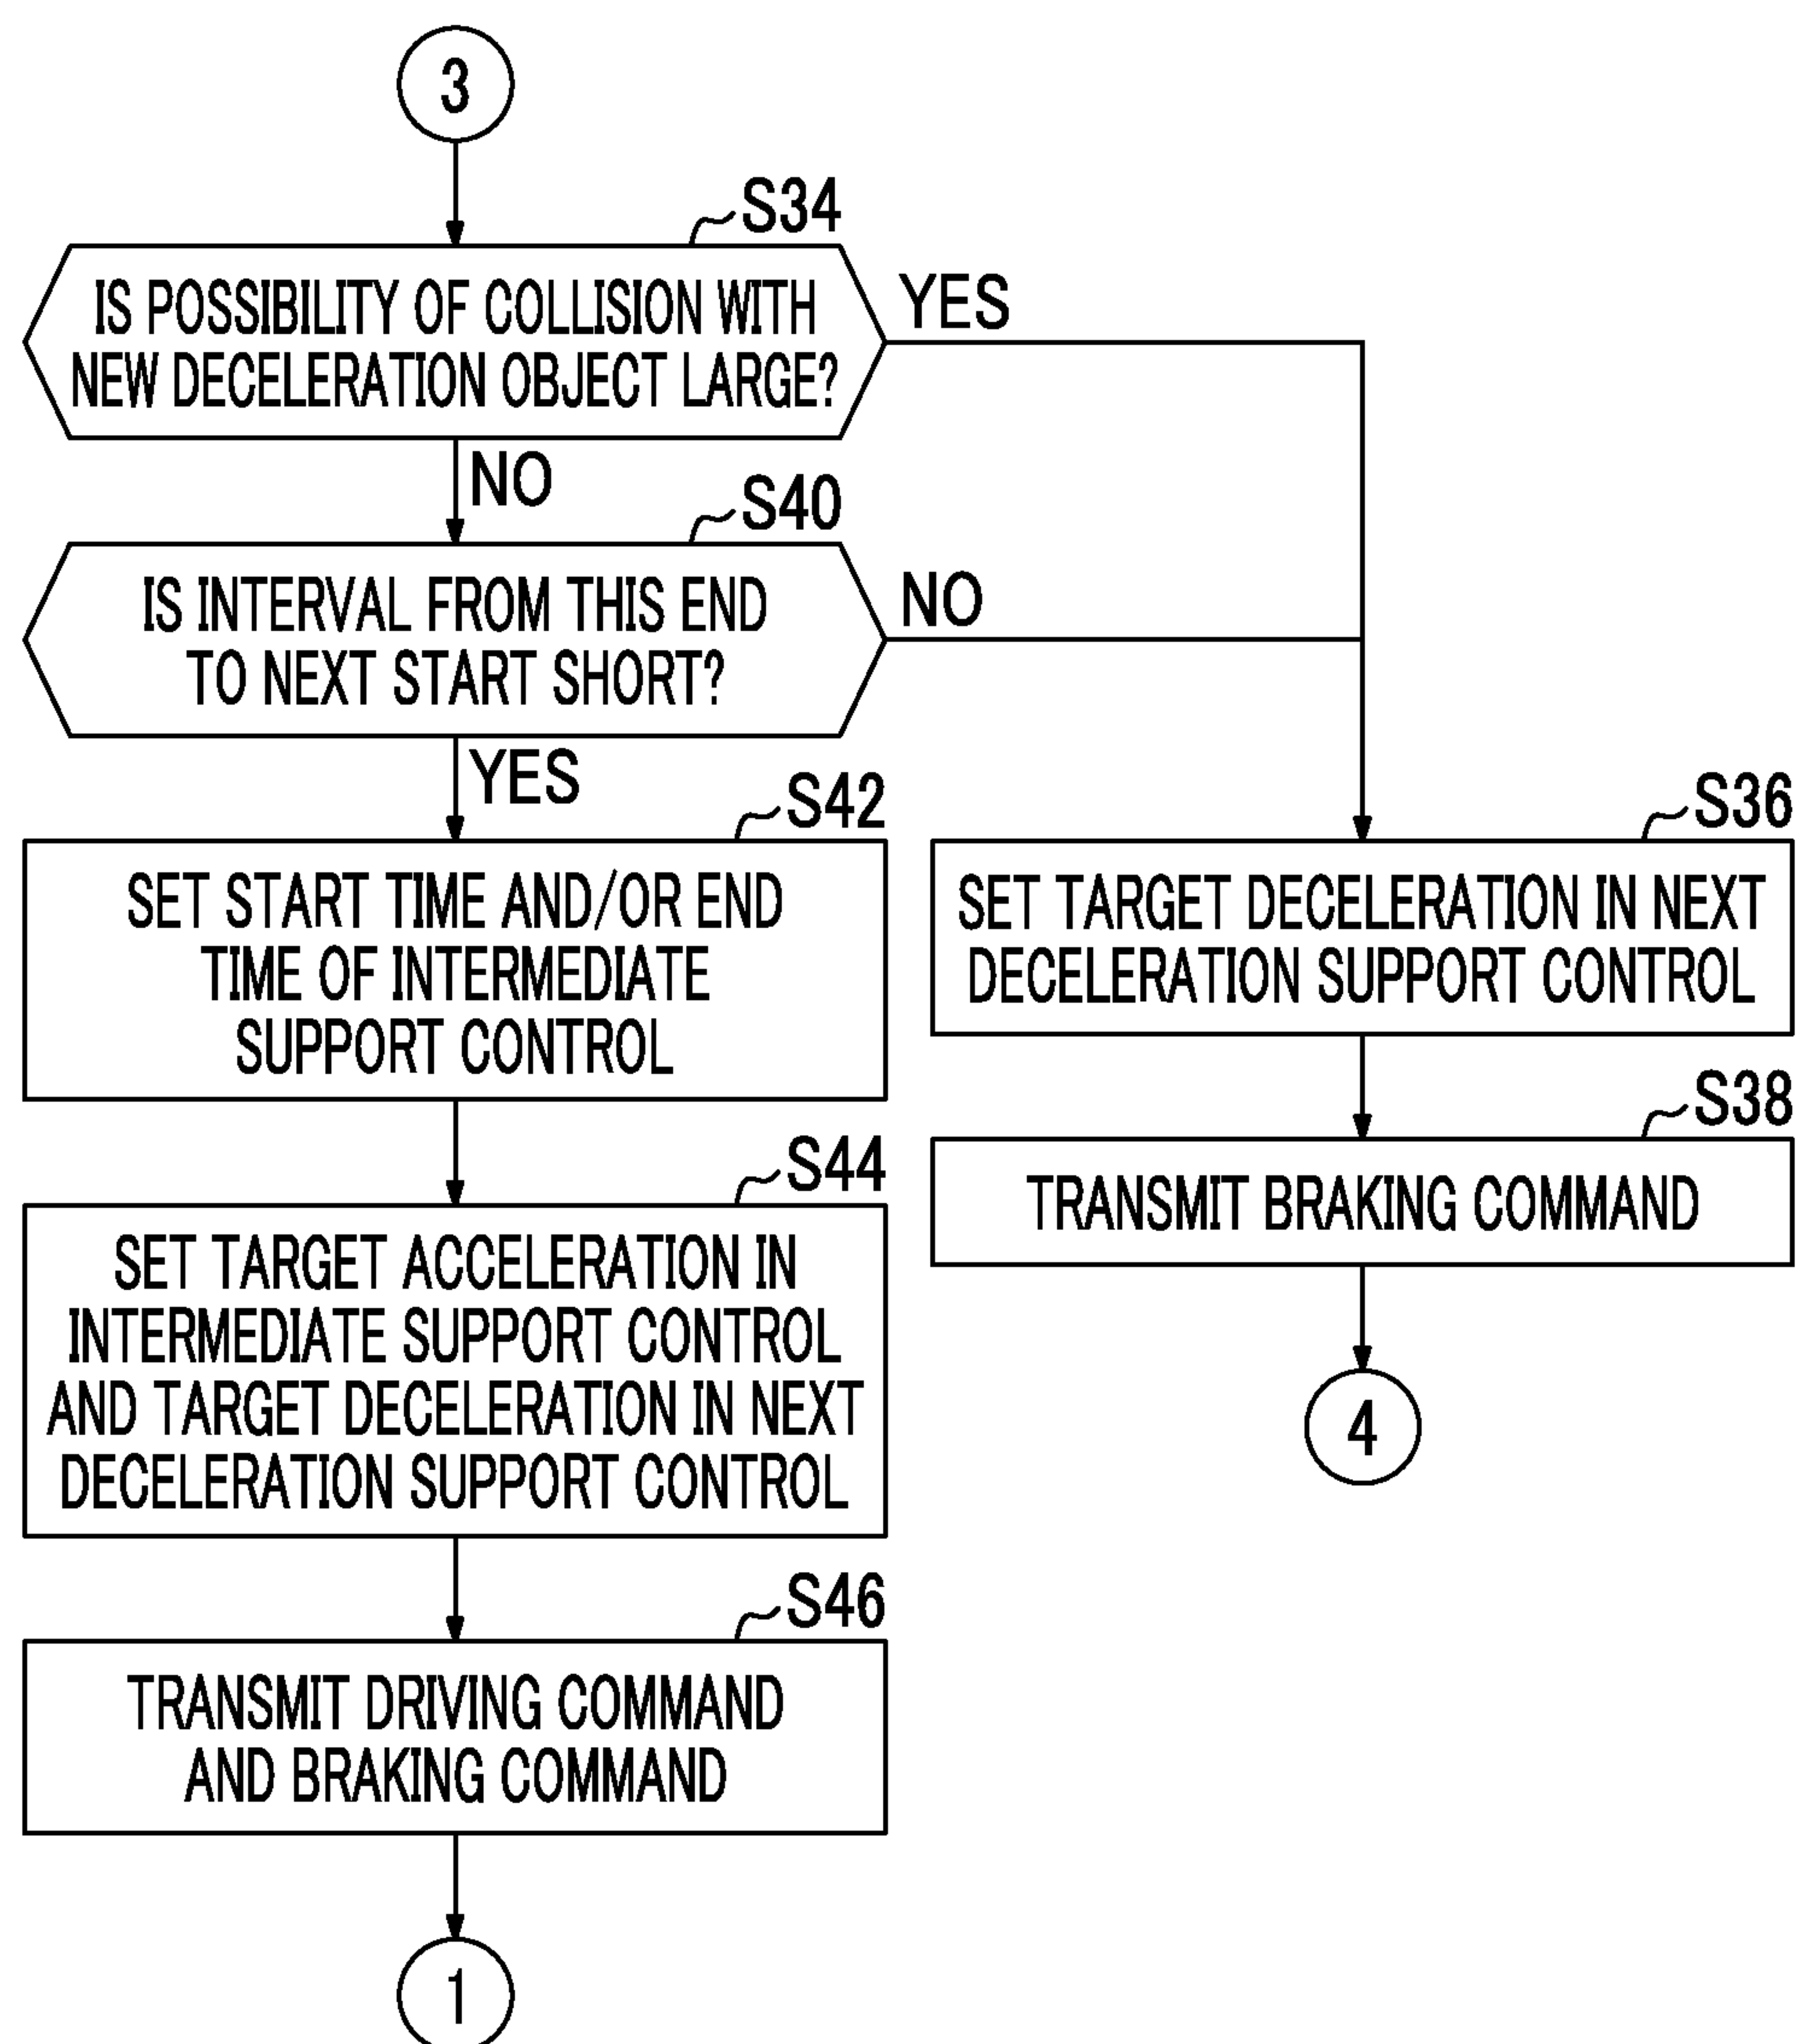 3
S34
IS POSSIBILITY OF COLLISION WITH
NEW DECELERATION OBJECT LARGE?
YES
NO
S40
IS INTERVAL FROM THIS END
TO NEXT START SHORT?
NO
YES
S42
SET START TIME AND/OR END
TIME OF INTERMEDIATE
SUPPORT CONTROL
S36
SET TARGET DECELERATION IN NEXT
DECELERATION SUPPORT CONTROL
S44
SET TARGET ACCELERATION IN
INTERMEDIATE SUPPORT CONTROL
AND TARGET DECELERATION IN NEXT
DECELERATION SUPPORT CONTROL
S38
TRANSMIT BRAKING COMMAND
4
S46
TRANSMIT DRIVING COMMAND
AND BRAKING COMMAND
1